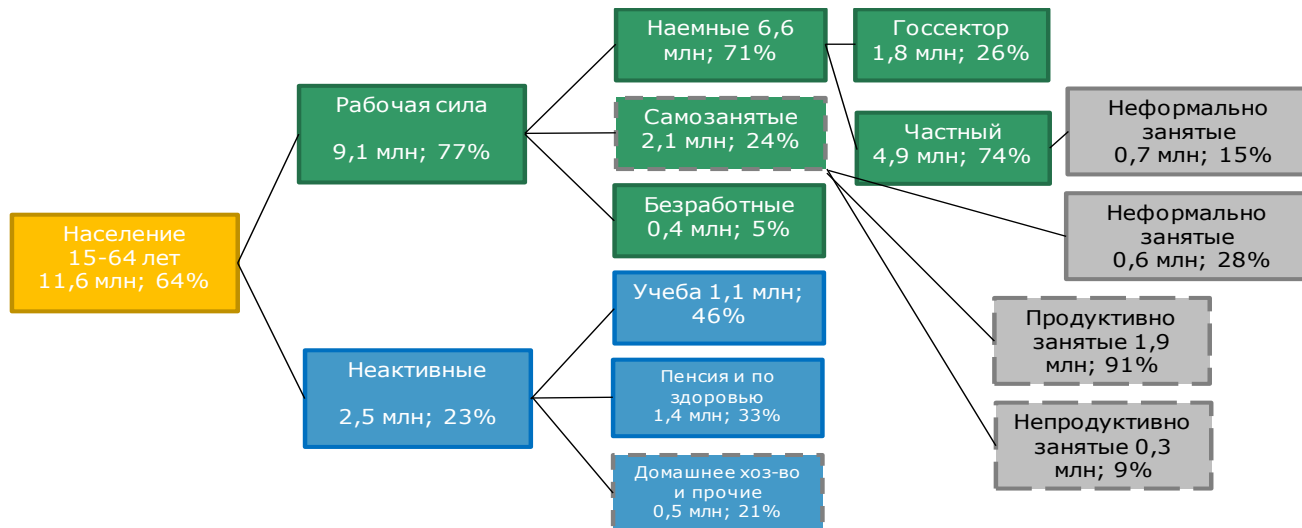 Население
15-64 лет
11,6 млн; 64%
Рабочая сила
9,1 млн; 77%
Неактивные
2,5 млн; 23%
Наемные 6,6
млн; 71%
Самозанятые
2,1 млн; 24%
Безработные
0,4 млн; 5%
Учеба 1,1 млн;
46%
Пенсия и по
здоровью
1,4 млн; 33%
Домашнее хоз-во
и прочие
0,5 млн; 21%
Госсектор
1,8 млн; 26%
Частный
4,9 млн; 74%
Неформально
занятые
0,7 млн; 15%
Неформально
занятые
0,6 млн; 28%
Продуктивно
занятые 1,9
млн; 91%
Непродуктивно
занятые 0,3
млн; 9%